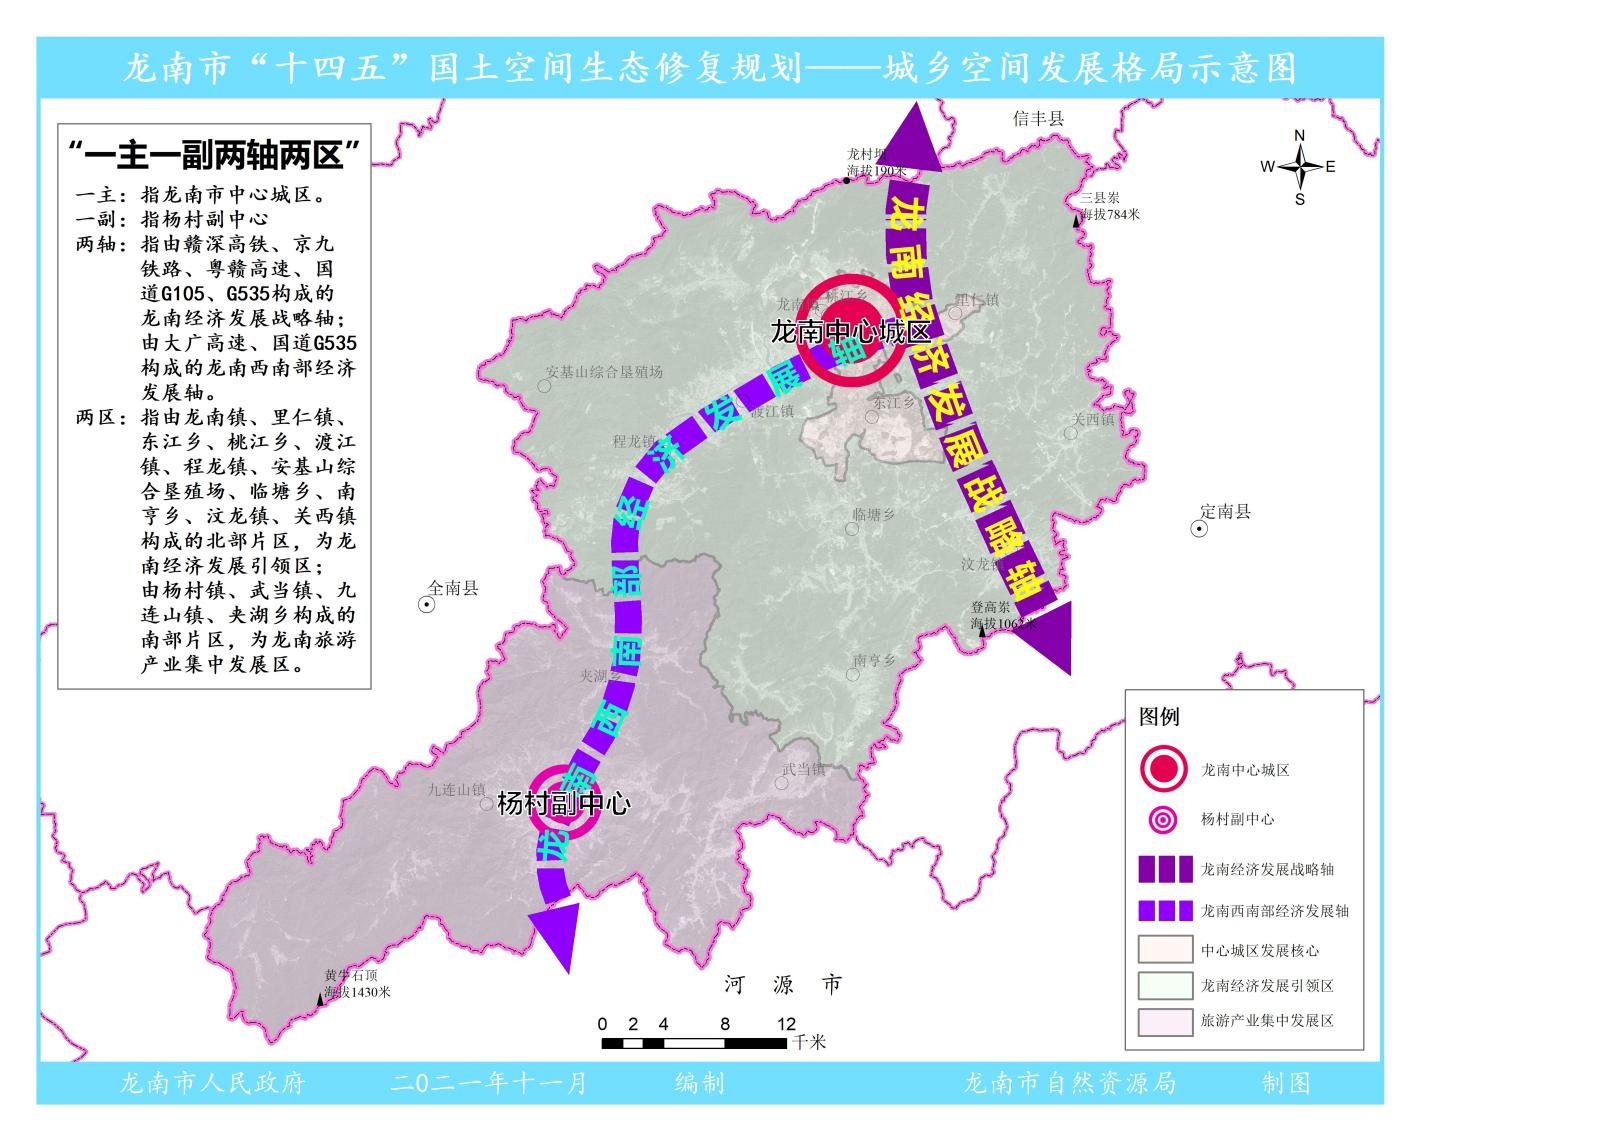 龙南市“十四五”国土空间生态修复规划——城乡空间发展格局示意图
“一主一副两轴两区”
一主：指龙南市中心城区。
一副：指杨村副中心
两轴：指由赣深高铁、京九
铁路、粤赣高速、国
道G105、G535构成的
龙南经济发展战略轴；
由大广高速、国道G535
构成的龙南西南部经济
发展轴。
两区：指由龙南镇、里仁镇、
东江乡、桃江乡、渡江
镇、程龙镇、安基山综
合垦殖场、临塘乡、南
亨乡、汶龙镇、关西镇
构成的北部片区，为龙
南经济发展引领区；
由杨村镇、武当镇、九
连山镇、夹湖乡构成的
南部片区，为龙南旅游
产业集中发展区。
信丰县
N
W E
S
龙村坝
海拔190米
三县岽
海拔784米
龙南经济发展战略轴
桃江乡
里仁镇
龙南中心城区
安基山综合垦殖场
渡江镇
东江乡
关西镇
程龙镇
临塘乡
定南县
汶龙镇
全南县
登高岽
海拔1062米
南亨乡
夹湖乡
龙南西南部经济发展轴
武当镇
九连山镇
杨村副中心
黄牛石顶
海拔1430米
河源市
0 2 4 8 12
千米
图例
龙南中心城区
杨村副中心
龙南经济发展战略轴
龙南西南部经济发展轴
中心城区发展核心
龙南经济发展引领区
旅游产业集中发展区
龙南市人民政府 二0二一年十一月 编制 龙南市自然资源局 制图